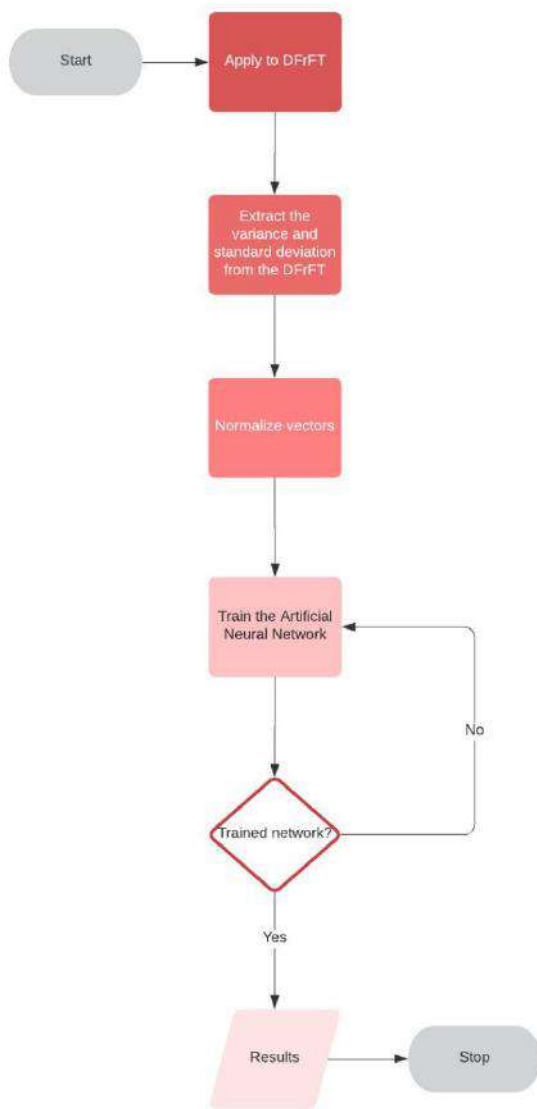 Start
Apply to DFrFT
Extract the
variance and
standard deviation
from the DFrFT
Normalize vectors
Train the Artificial
Neural Network
No
Trained network?
Yes
Results
Stop